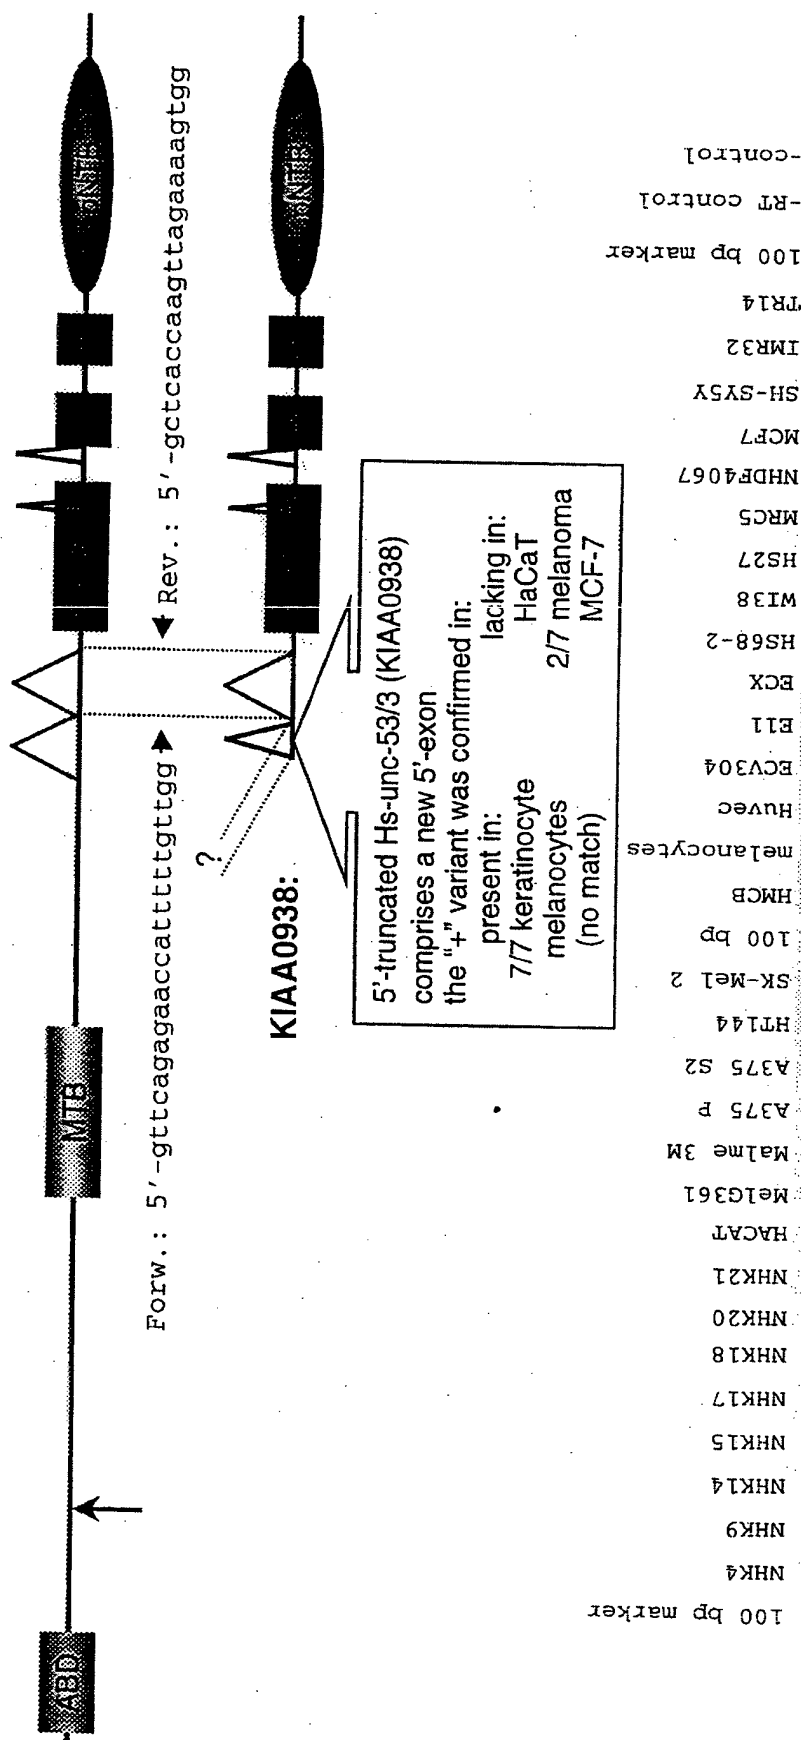 ABD
MTB
pNTB
Forw.: 5'-gttcagagaaccatttttgttgg
Rev.: 5'-gctcaccaagttagaaaagtgg
?
KIAA0938:
pNTB
5'-truncated Hs-unc-53/3 (KIAA0938)
comprises a new 5'-exon
the "+" variant was confirmed in:
present in: lacking in:
7/7 keratinocyte HaCaT
melanocytes 2/7 melanoma
(no match) MCF-7
100 bp marker
NHK4
NHK9
NHK14
NHK15
NHK17
NHK18
NHK20
NHK21
HACAT
MelG361
Malme 3M
A375 P
A375 S2
HT144
SK-Mel 2
100 bp
HMCB
melanocytes
Huvec
ECV304
E11
ECX
HS68-2
WI38
HS27
MRC5
NHDF4067
MCF7
SH-SY5Y
IMR32
TR14
100 bp marker
-RT control
-control